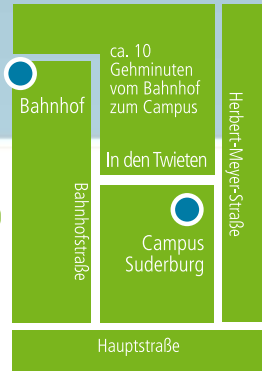 ca. 10
Gehminuten
vom Bahnhof
zum Campus
Bahnhof
In den Twieten
Herbert-Meyer-Straße
Bahnhofstraße
Campus
Suderburg
Hauptstraße